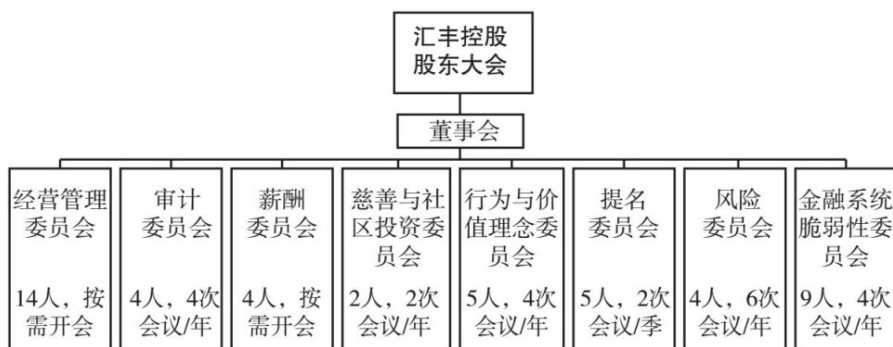 汇丰控股
股东大会
董事会
经营管理
委员会
14人，按
需开会
审计
委员会
4人，4次
会议/年
薪酬
委员会
4人，按
需开会
慈善与社
区投资委
员会
2人，2次
会议/年
行为与价
值理念委
员会
5人，4次
会议/年
提名
委员会
5人，2次
会议/季
风险
委员会
4人，6次
会议/年
金融系统
脆弱性委
员会
9人，4次
会议/年